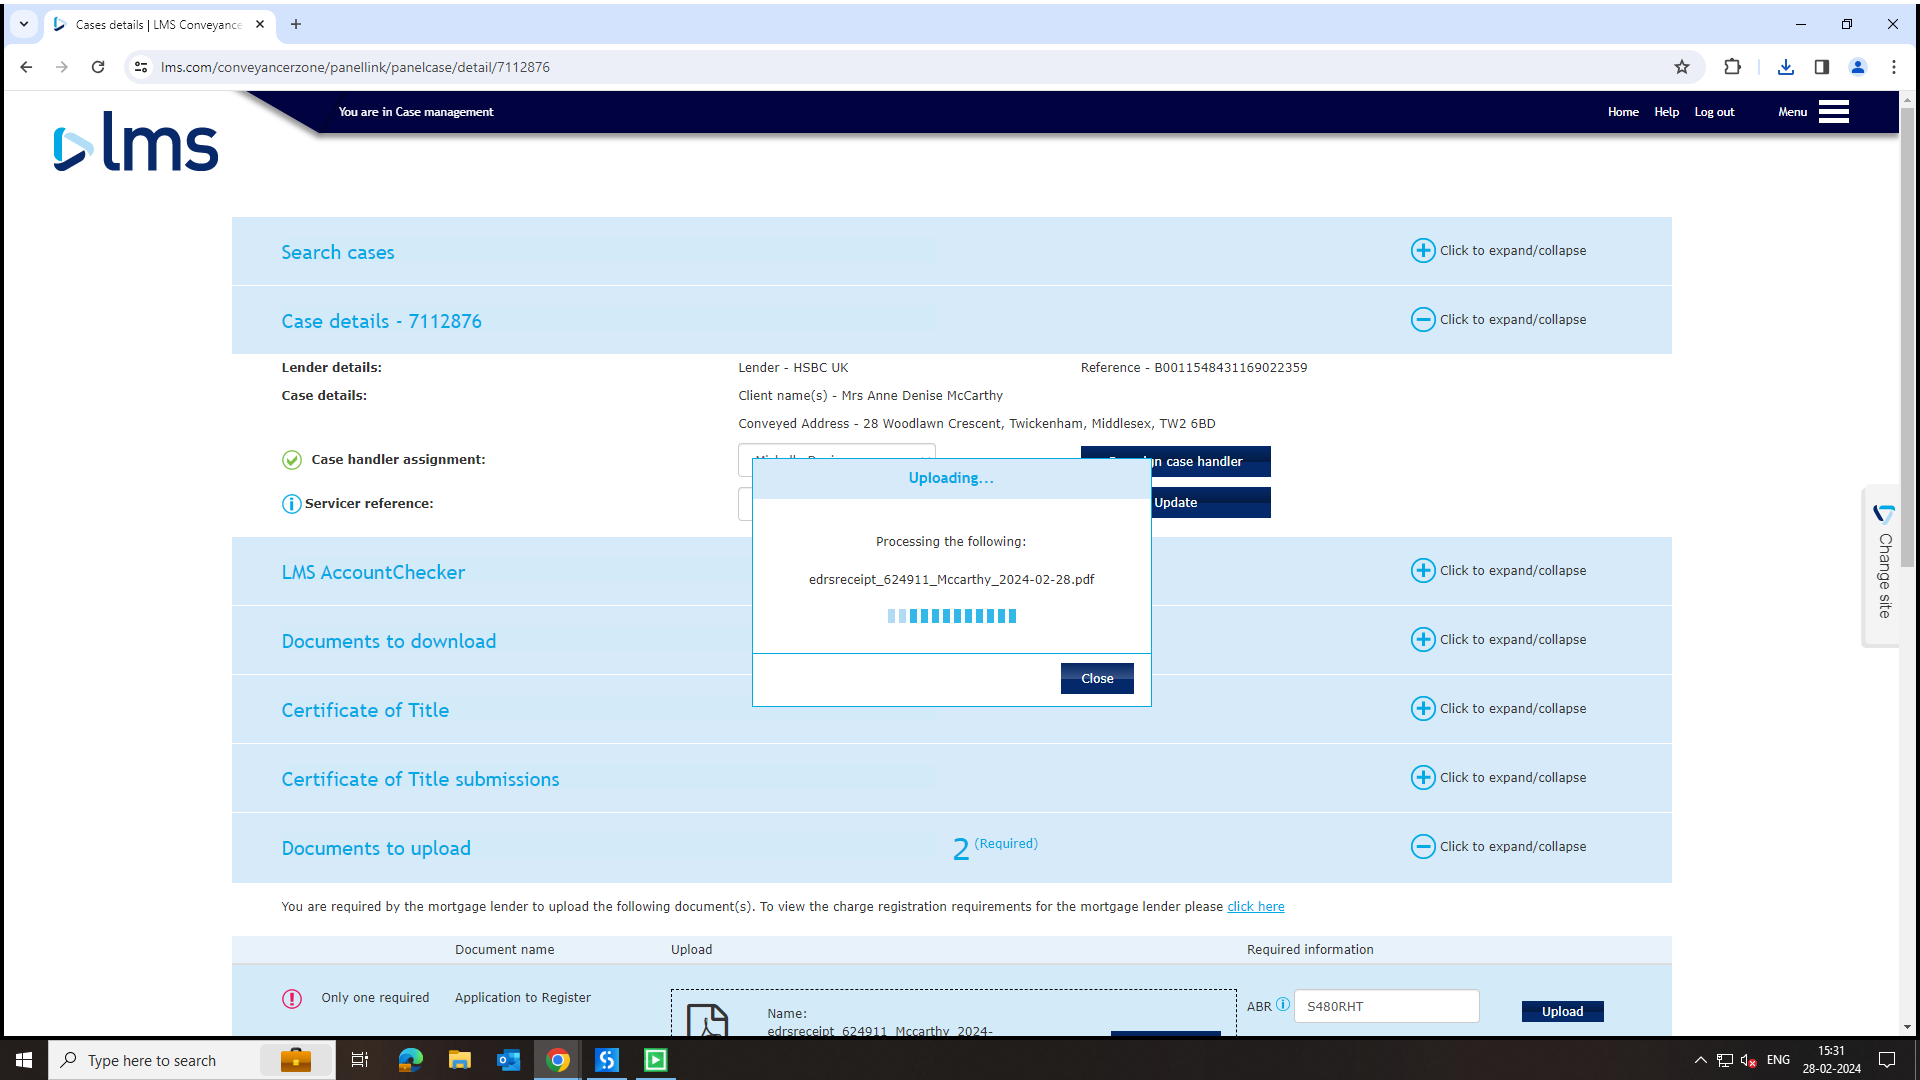 Cases details | LMS Conveyance
lms.com/conveyancerzone/panellink/panelcase/detail/7112876
You are in Case management
Home Help Log out Menu
lms
Search cases
Click to expand/collapse
Case details - 7112876
Click to expand/collapse
Lender details: Lender - HSBC UK Reference - B0011548431169022359
Case details: Client name(s) - Mrs Anne Denise McCarthy
Conveyed Address - 28 Woodlawn Crescent, Twickenham, Middlesex, TW2 6BD
Case handler assignment:
case handler
Servicer reference:
Update
Uploading...
Processing the following:
edrsreceipt_624911_Mccarthy_2024-02-28.pdf
Close
Change site
LMS AccountChecker
Click to expand/collapse
Documents to download
Click to expand/collapse
Certificate of Title
Click to expand/collapse
Certificate of Title submissions
Click to expand/collapse
Documents to upload
2 (Required)
Click to expand/collapse
You are required by the mortgage lender to upload the following document(s). To view the charge registration requirements for the mortgage lender please click here
Document name Upload Required information
Only one required Application to Register
Name:
edrsreceipt_624911_Mccarthy_2024-
ABR S480RHT
Upload
Type here to search
ENG
15:31
28-02-2024